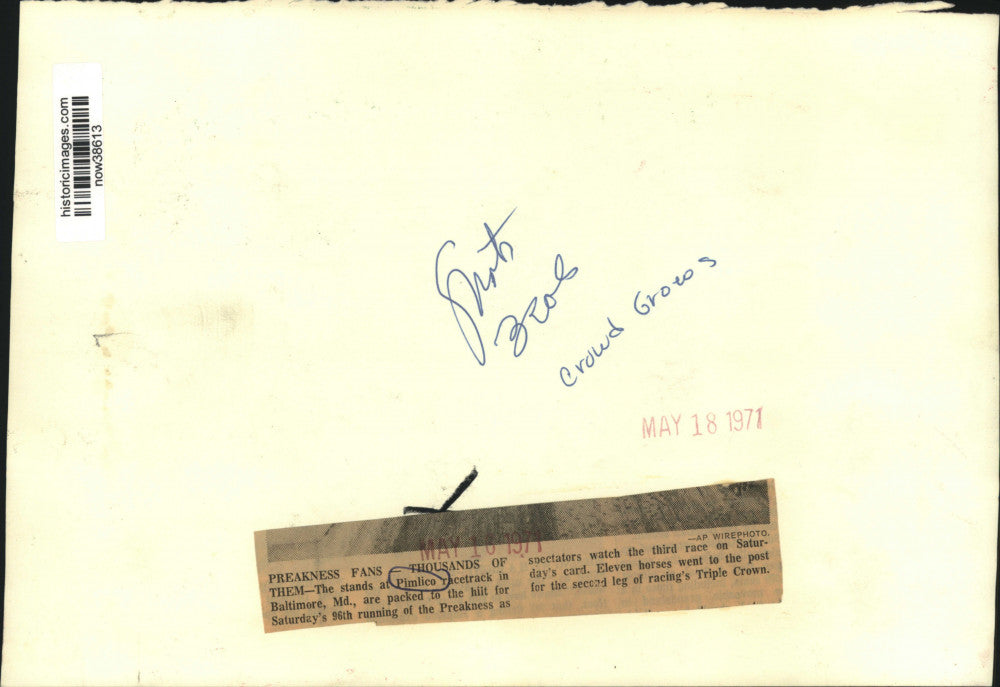 historicimages.com
now38613
Crowd Grows
MAY 18 1971
MAY 18 1971
—AP WIREPHOTO.
PREAKNESS FANS THOUSANDS OF
THEM—The stands at Pimlico racetrack in
Baltimore, Md., are packed to the hilt for
Saturday's 96th running of the Preakness as
spectators watch the third race on Satur-
day's card. Eleven horses went to the post
for the second leg of racing's Triple Crown.